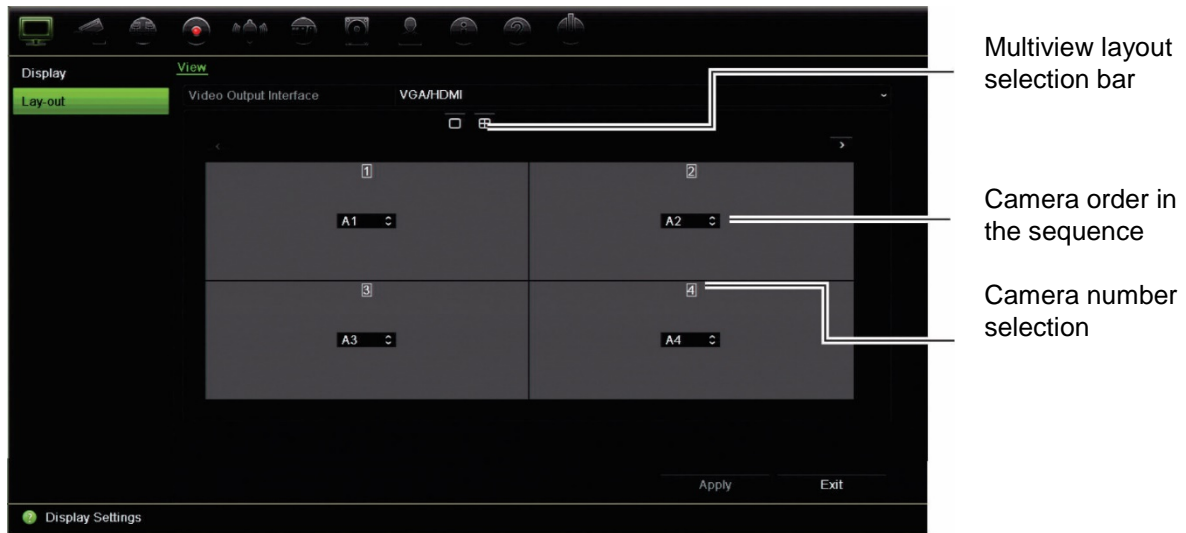 Display
View
Lay-out
Video Output Interface
VGA/HDMI
1
2
A1
A2
3
4
A3
A4
Apply
Exit
Display Settings
Multiview layout
selection bar
Camera order in
the sequence
Camera number
selection